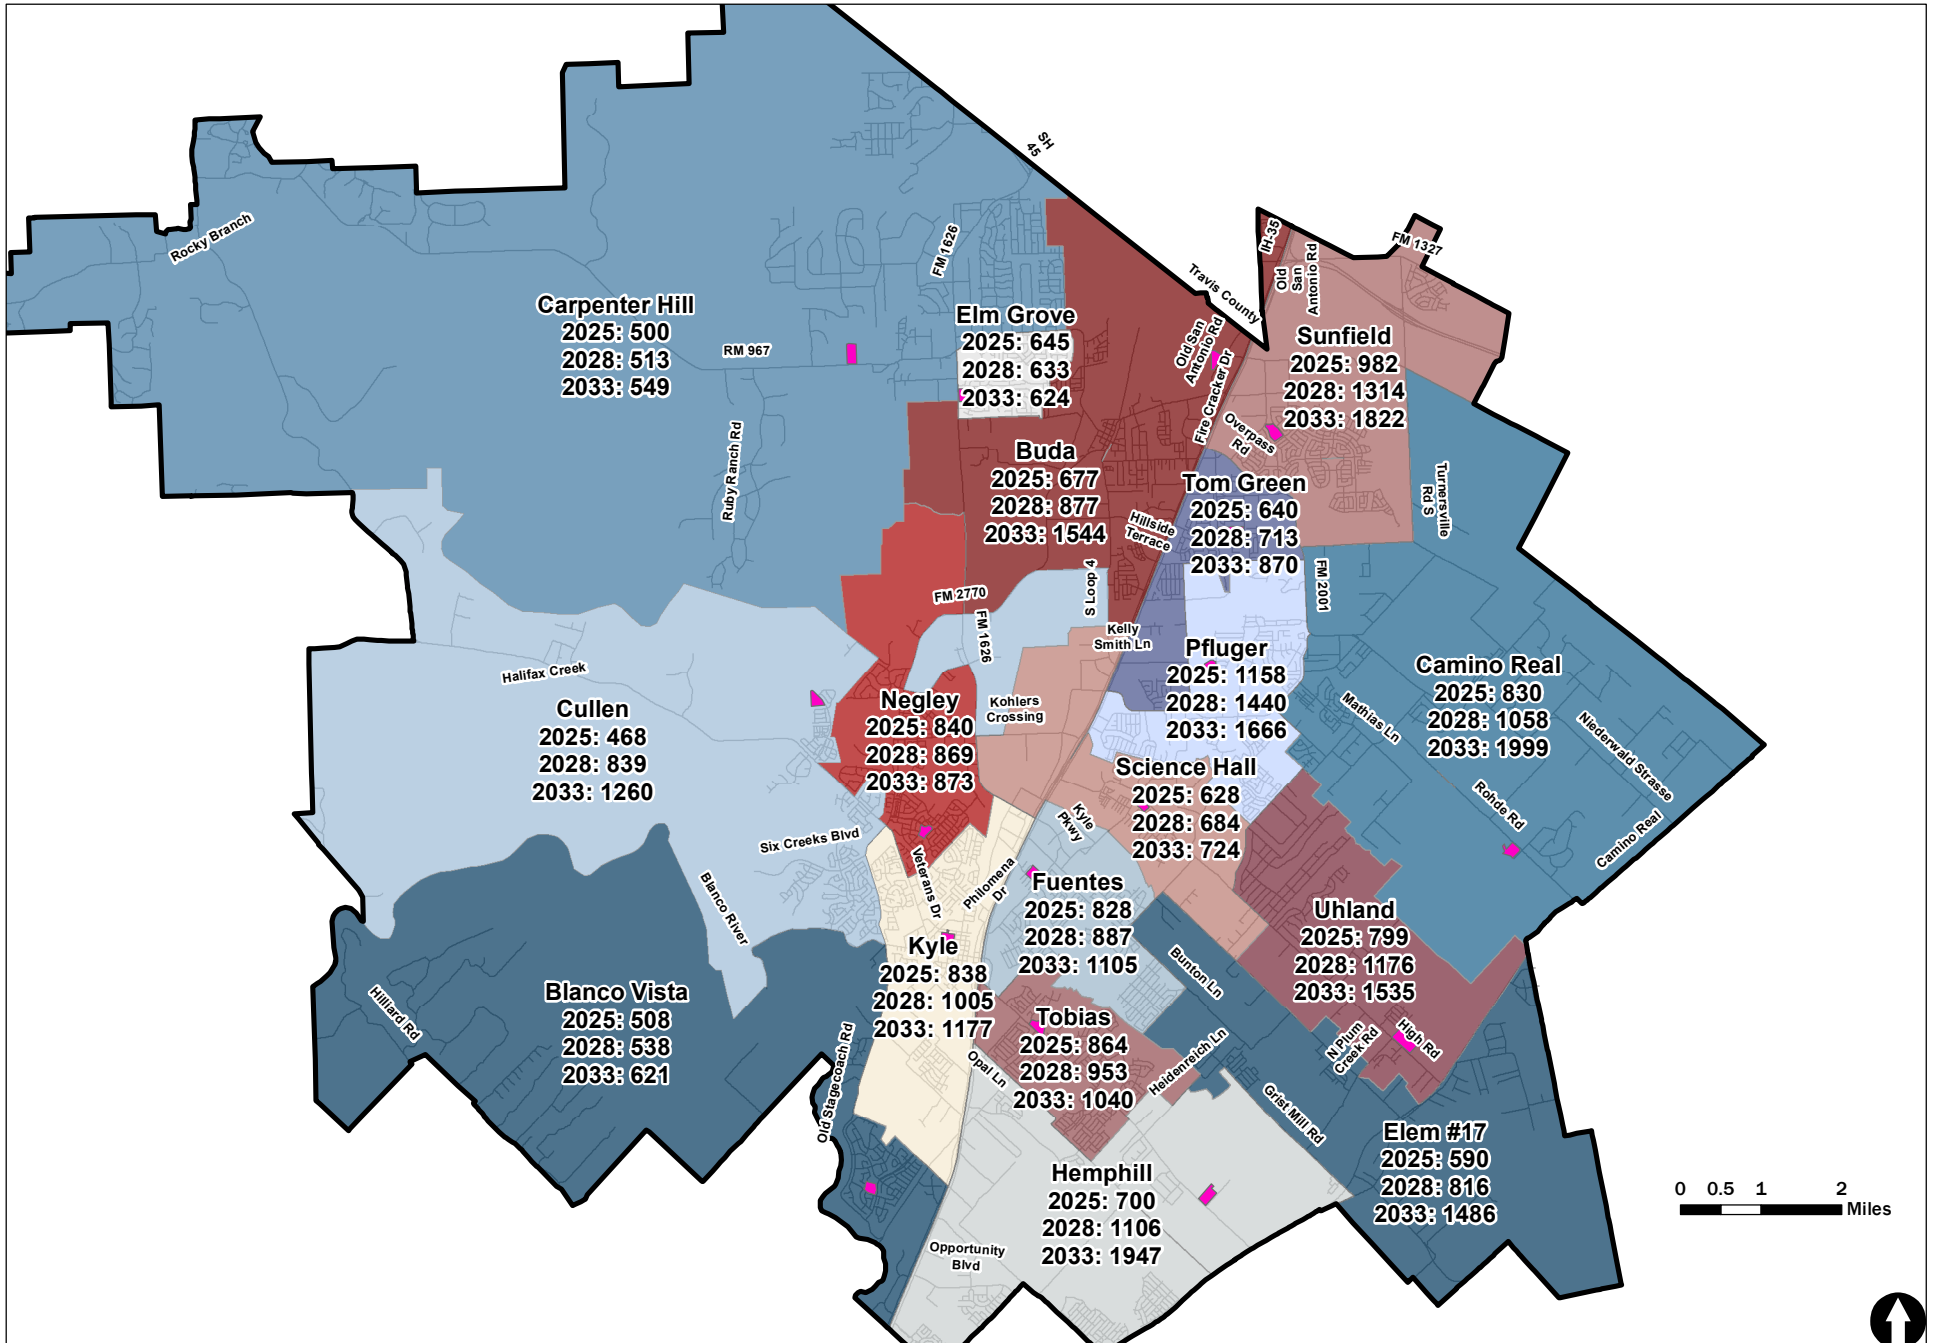 SH
45
Rocky Branch
FM 1626
IH-35
Old
San
Antonio Rd
FM 1327
Travis County
Carpenter Hill
2025: 500
2028: 513
2033: 549
RM 967
Elm Grove
2025: 645
2028: 633
2033: 624
Old San
Antonio Rd
Fire Cracker Dr
Sunfield
2025: 982
2028: 1314
2033: 1822
Overpass
Rd
Ruby Ranch Rd
Buda
2025: 677
2028: 877
2033: 1544
Tom Green
2025: 640
2028: 713
2033: 870
Turnersville
Rd S
Hillside
Terrace
FM 2001
S Loop 4
FM 2770
FM 1626
Kelly
Smith Ln
Halifax Creek
Pfluger
2025: 1158
2028: 1440
2033: 1666
Camino Real
2025: 830
2028: 1058
2033: 1999
Mathias Ln
Niederwald Strasse
Rohde Rd
Camino Real
Cullen
2025: 468
2028: 839
2033: 1260
Negley
2025: 840
2028: 869
2033: 873
Kohlers
Crossing
Science Hall
2025: 628
2028: 684
2033: 724
Kyle
Pkwy
Six Creeks Blvd
Veterans Dr
Philomena
Dr
Blanco River
Fuentes
2025: 828
2028: 887
2033: 1105
Uhland
2025: 799
2028: 1176
2033: 1535
Kyle
2025: 838
2028: 1005
2033: 1177
Bunton Ln
Hilliard Rd
Blanco Vista
2025: 508
2028: 538
2033: 621
Old Stagecoach Rd
Tobias
2025: 864
2028: 953
2033: 1040
Opal Ln
Heidenreich Ln
N Plum
Creek Rd
High Rd
Grist Mill Rd
Elem #17
2025: 590
2028: 816
2033: 1486
Hemphill
2025: 700
2028: 1106
2033: 1947
Opportunity
Blvd
0 0.5 1 2
Miles